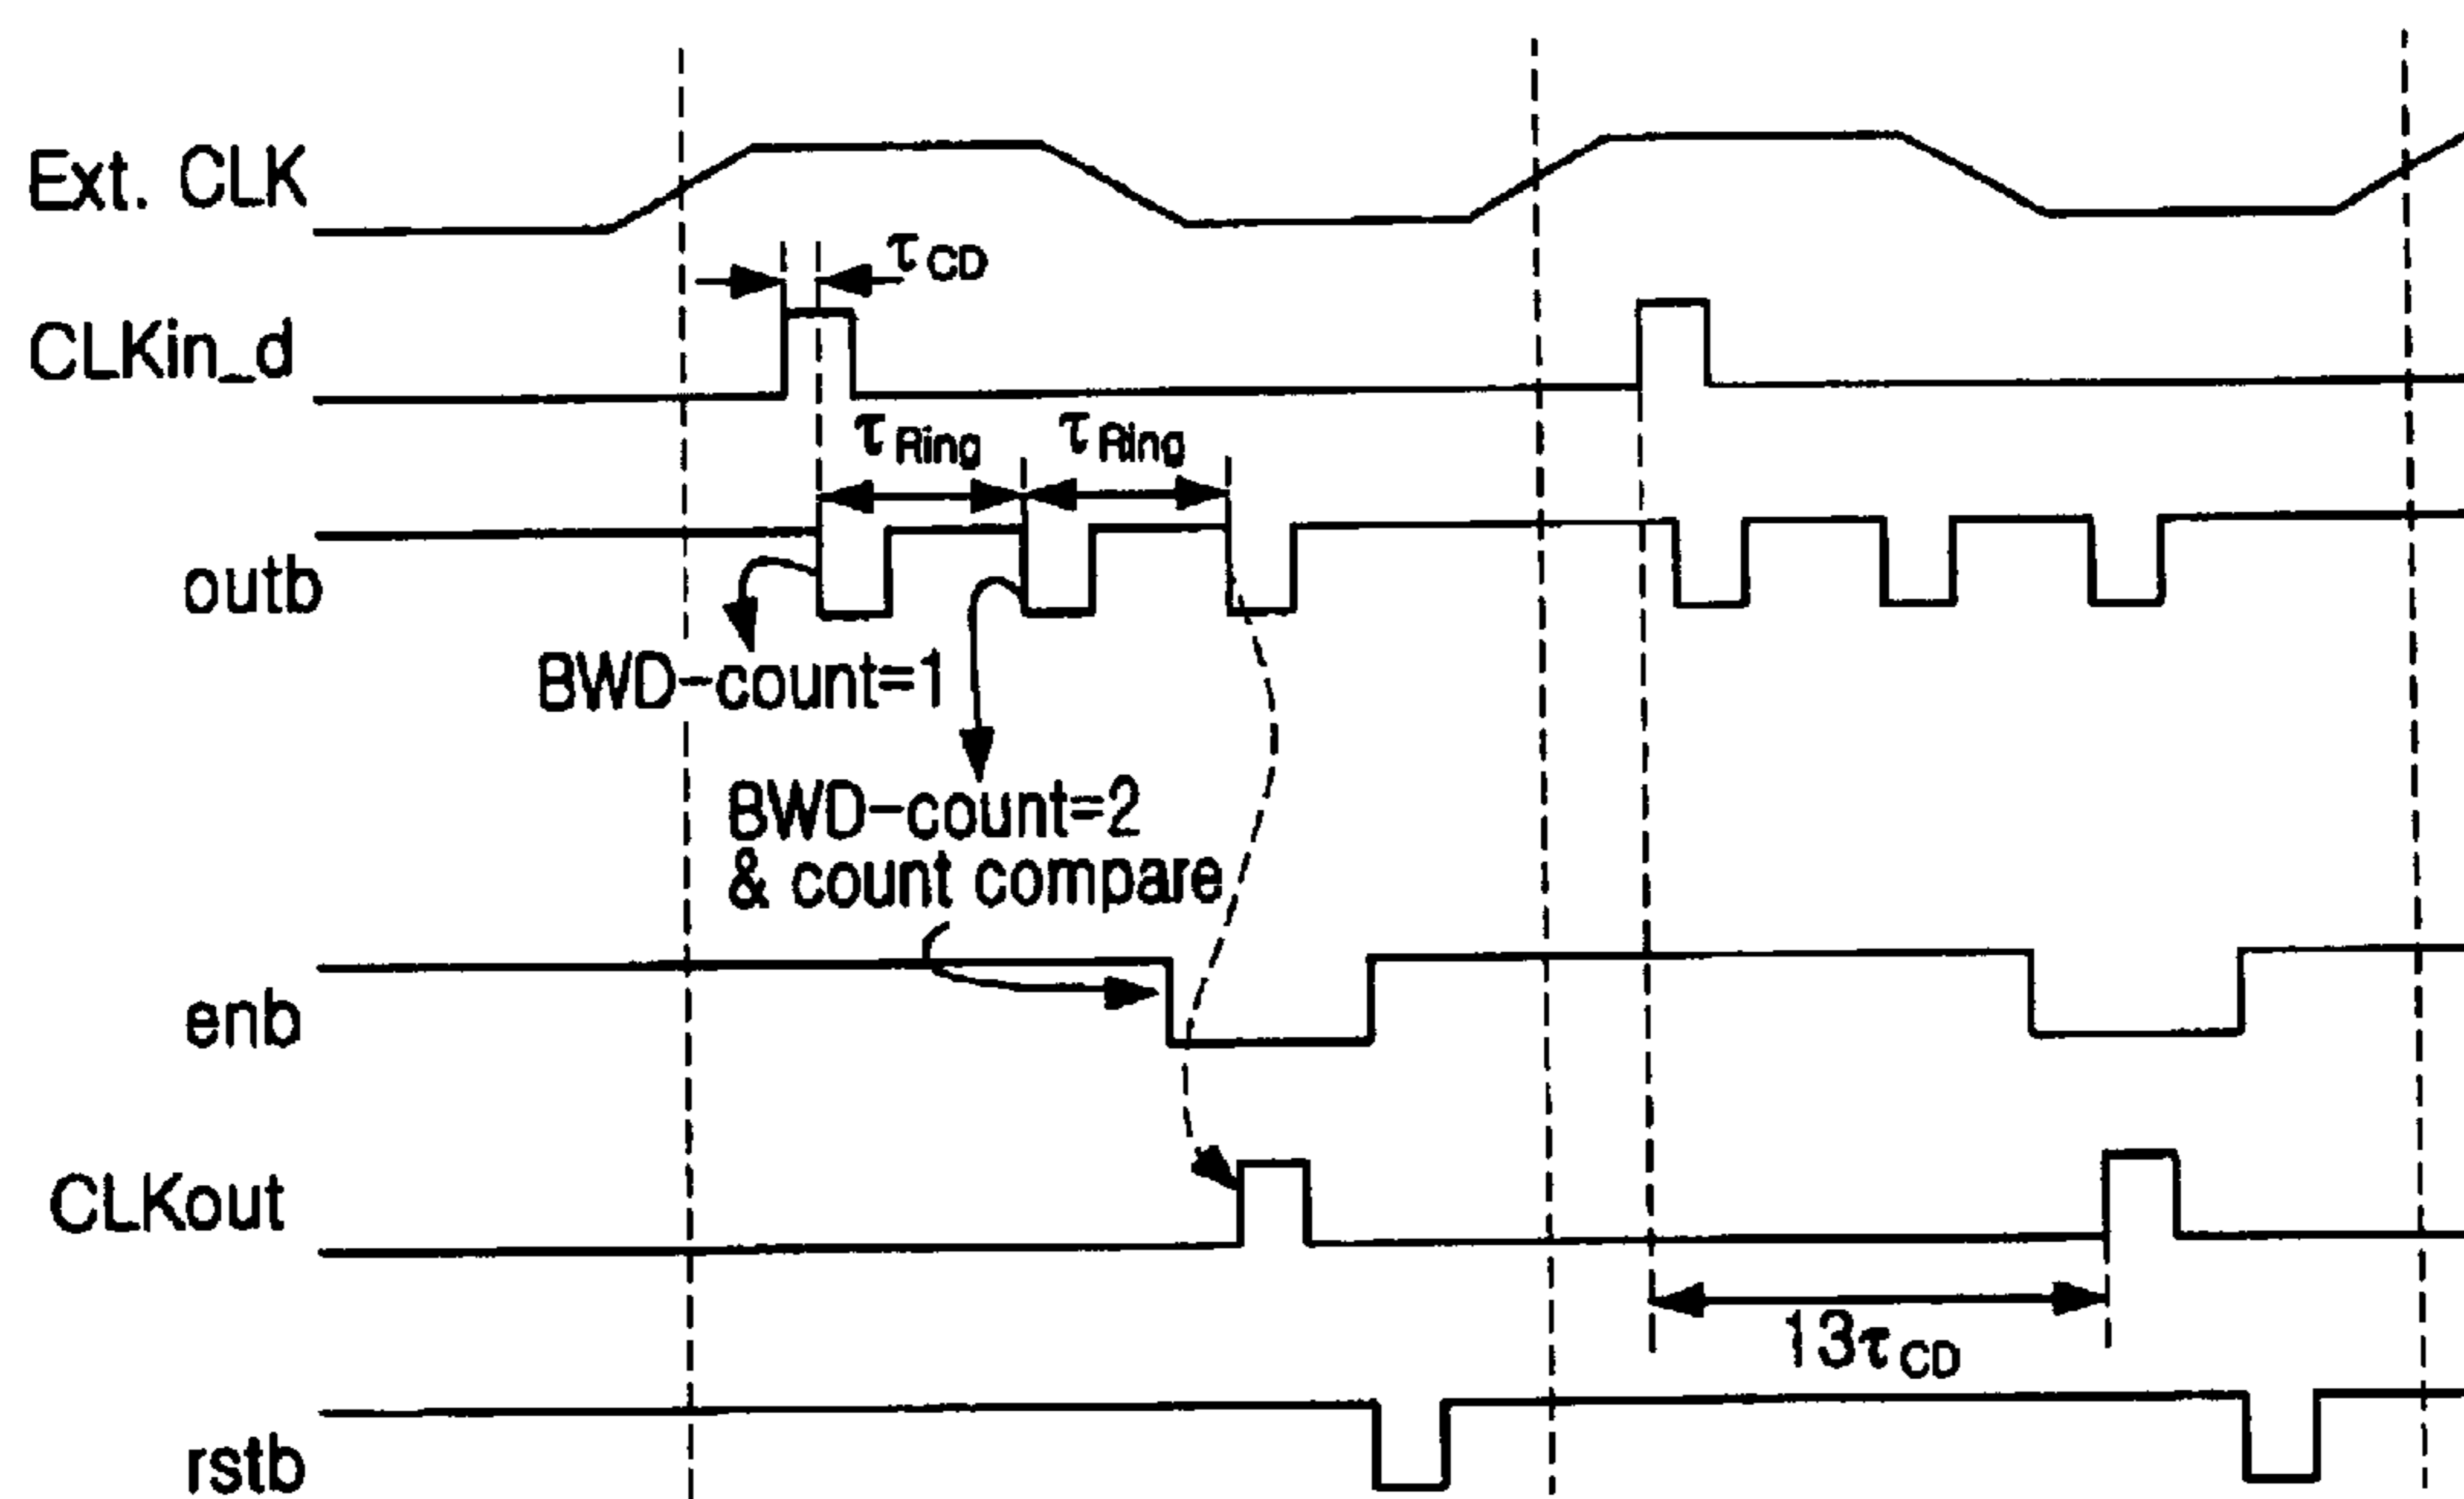 Ext. CLK
τCD
CLKin_d
τRing τRing
outb
BWD-count=1
BWD-count=2
& count compare
enb
CLKout
13τCD
rstb